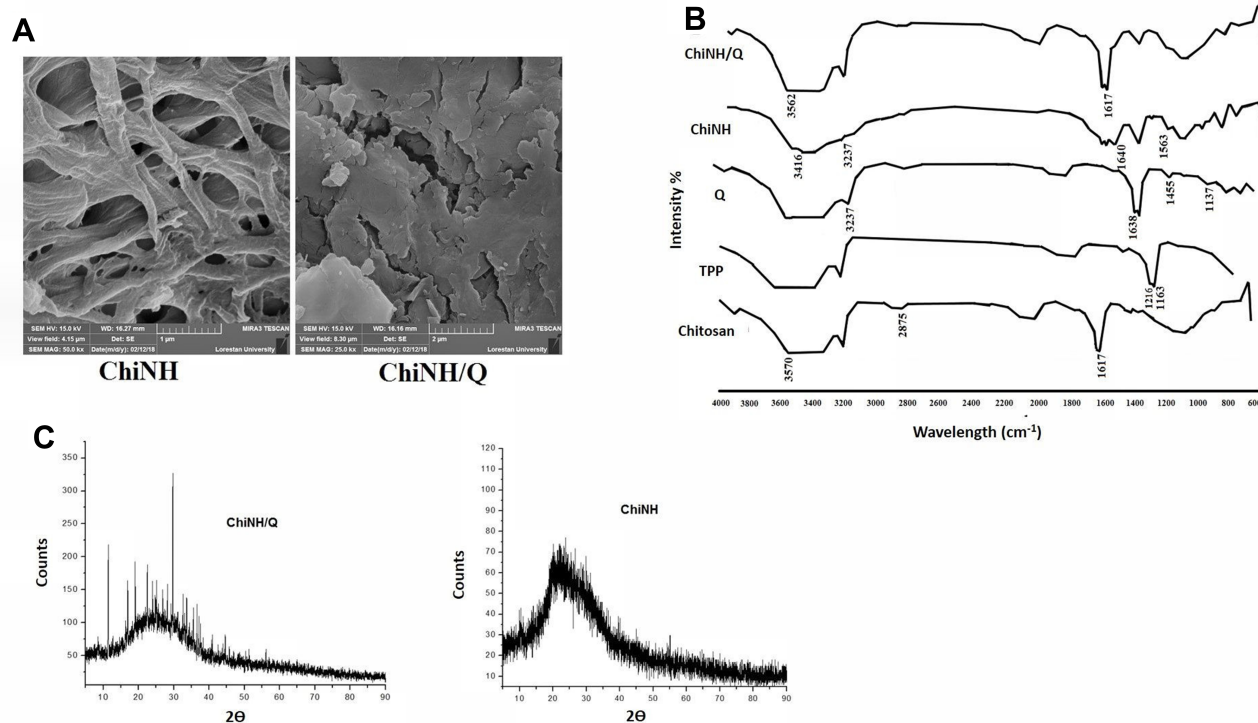 A
SEM HV: 15.0 kV WD: 16.27 mm MIRA3 TESCAN
View field: 4.15 µm Det: SE 1 µm
SEM MAG: 50.0 kx Date(m/d/y): 02/12/18 Lorestan University
SEM HV: 15.0 kV WD: 16.16 mm MIRA3 TESCAN
View field: 8.30 µm Det: SE 2 µm
SEM MAG: 25.0 kx Date(m/d/y): 02/12/18 Lorestan University
ChiNH
ChiNH/Q
B
Intensity %
ChiNH/Q
3562
1617
ChiNH
3416
3237
1640
1563
Q
3237
1638
1455
1137
TPP
1216
1163
Chitosan
3570
2875
1617
4000 3800 3600 3400 3200 3000 2800 2600 2400 2200 2000 1800 1600 1400 1200 1000 800 600
Wavelength (cm-1)
C
Counts
350
300
250
200
150
100
50
ChiNH/Q
10 20 30 40 50 60 70 80 90
2Θ
Counts
120
110
100
90
80
70
60
50
40
30
20
10
ChiNH
10 20 30 40 50 60 70 80 90
2Θ